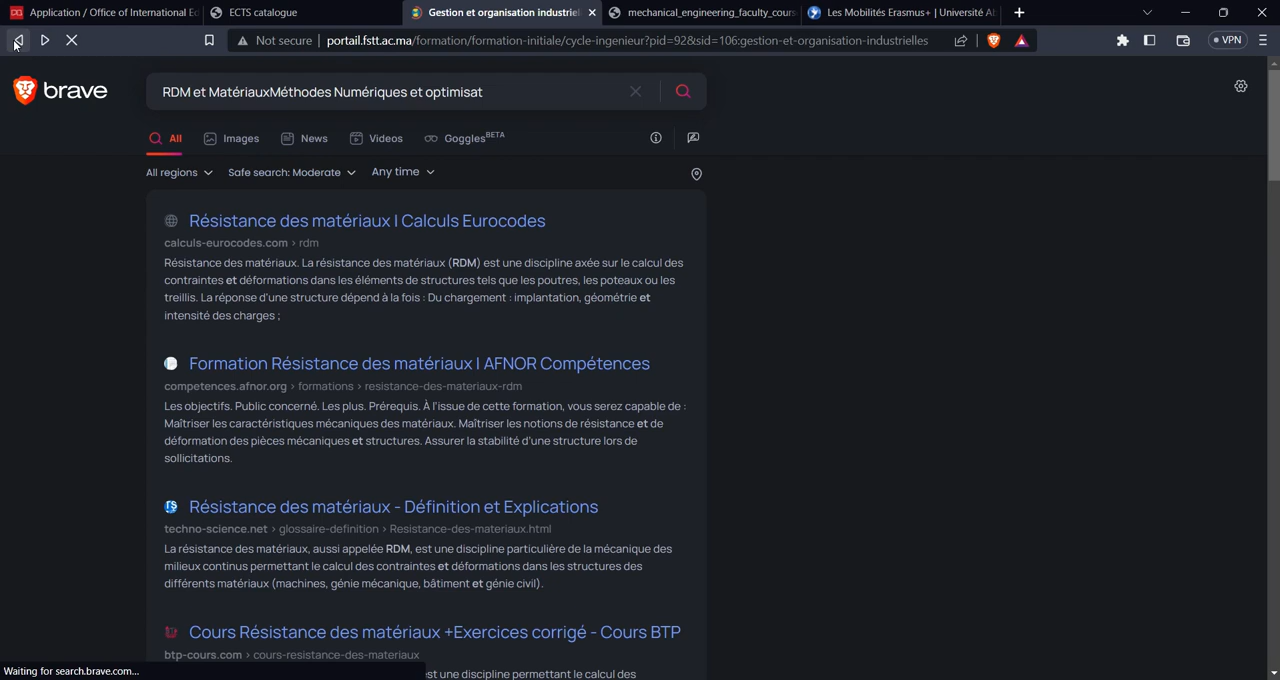 Application / Office of International E
ECTS catalogue
Gestion et organisation industriel
mechanical_engineering_faculty_cours
Les Mobilités Erasmus+ | Université A
Not secure
portail.fstt.ac.ma/formation/formation-initiale/cycle-ingenieur?pid=92&sid=106:gestion-et-organisation-industrielles
VPN
brave
RDM et MatériauxMéthodes Numériques et optimisat
All
Images
News
Videos
Goggles BETA
All regions
Safe search: Moderate
Any time
Résistance des matériaux | Calculs Eurocodes
calculs-eurocodes.com › rdm
Résistance des matériaux. La résistance des matériaux (RDM) est une discipline axée sur le calcul des
contraintes et déformations dans les éléments de structures tels que les poutres, les poteaux ou les
treillis. La réponse d'une structure dépend à la fois : Du chargement : implantation, géométrie et
intensité des charges ;
Formation Résistance des matériaux | AFNOR Compétences
competences.afnor.org › formations › resistance-des-materiaux-rdm
Les objectifs. Public concerné. Les plus. Prérequis. À l'issue de cette formation, vous serez capable de :
Maîtriser les caractéristiques mécaniques des matériaux. Maîtriser les notions de résistance et de
déformation des pièces mécaniques et structures. Assurer la stabilité d'une structure lors de
sollicitations.
Résistance des matériaux - Définition et Explications
techno-science.net › glossaire-definition › Resistance-des-materiaux.html
La résistance des matériaux, aussi appelée RDM, est une discipline particulière de la mécanique des
milieux continus permettant le calcul des contraintes et déformations dans les structures des
différents matériaux (machines, génie mécanique, bâtiment et génie civil).
Cours Résistance des matériaux +Exercices corrigé - Cours BTP
btp-cours.com › cours-resistance-des-materiaux
Waiting for search.brave.com...
est une discipline permettant le calcul des